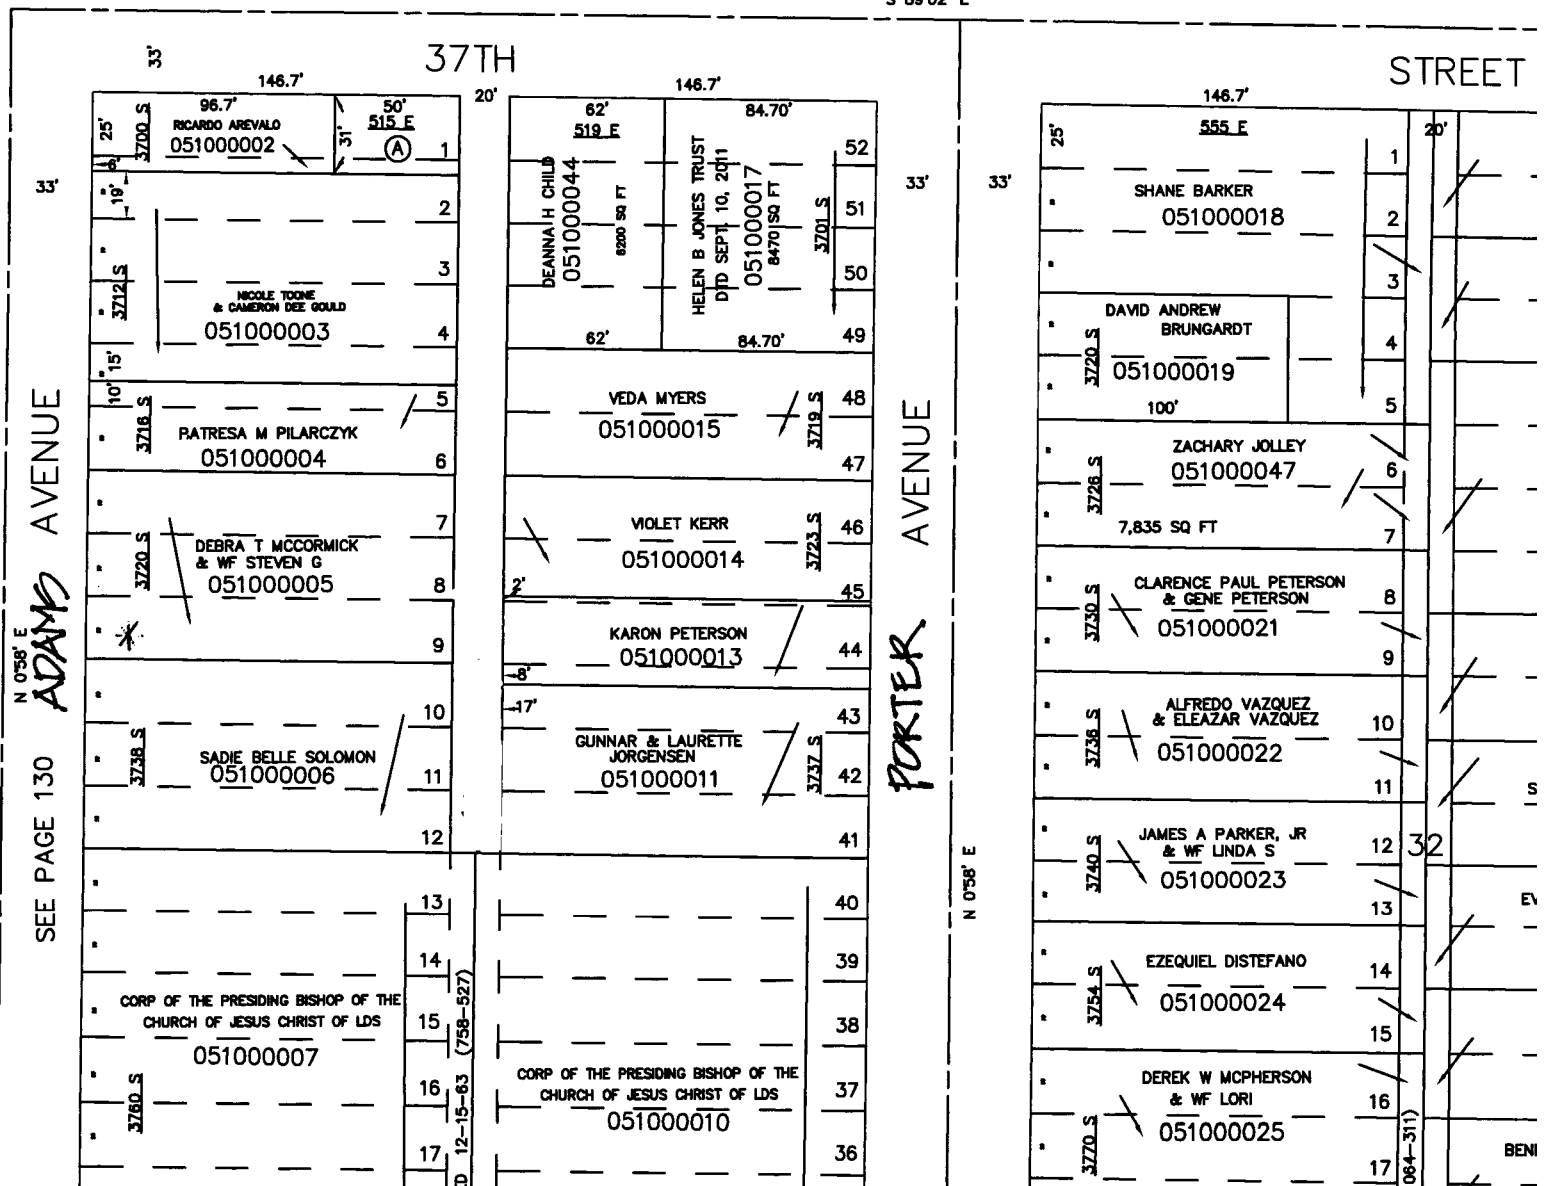 S 89°02' E
37TH
STREET
33'
146.7'
20'
146.7'
146.7'
20'
96.7'
50'
515 E
RICARDO AREVALO
051000002
3700 S
25'
31'
A
1
6'
33'
19'
2
3
3712 S
NICOLE TOONE
& CAMERON DEE GOULD
051000003
4
15'
10'
5
3716 S
PATRESA M PILARCZYK
051000004
6
7
3720 S
DEBRA T MCCORMICK
& WF STEVEN G
051000005
8
9
10
3738 S
SADIE BELLE SOLOMON
051000006
11
12
13
14
CORP OF THE PRESIDING BISHOP OF THE
CHURCH OF JESUS CHRIST OF LDS
051000007
15
16
3760 S
17
12-15-63 (758-527)
AVENUE
ADAMS
N 0°58' E
SEE PAGE 130
62'
519 E
84.70'
DEANNA H CHILD
051000044
6200 SQ FT
HELEN B JONES TRUST
DTD SEPT. 10, 2011
051000017
8470 SQ FT
3701 S
52
51
50
62'
84.70'
49
VEDA MYERS
051000015
3719 S
48
47
VIOLET KERR
051000014
3723 S
46
2'
45
KARON PETERSON
051000013
44
8'
17'
43
GUNNAR & LAURETTE
JORGENSEN
051000011
3737 S
42
41
40
39
38
CORP OF THE PRESIDING BISHOP OF THE
CHURCH OF JESUS CHRIST OF LDS
051000010
37
36
33'
33'
AVENUE
PORTER
N 0°58' E
25'
555 E
1
SHANE BARKER
051000018
2
3
DAVID ANDREW
BRUNGARDT
051000019
3720 S
4
100'
5
ZACHARY JOLLEY
051000047
3726 S
6
7,835 SQ FT
7
CLARENCE PAUL PETERSON
& GENE PETERSON
051000021
3730 S
8
9
ALFREDO VAZQUEZ
& ELEAZAR VAZQUEZ
051000022
3736 S
10
11
S
JAMES A PARKER, JR
& WF LINDA S
051000023
3740 S
12
32
EV
13
EZEQUIEL DISTEFANO
051000024
3754 S
14
15
DEREK W MCPHERSON
& WF LORI
051000025
3770 S
16
064-311)
BENI
17